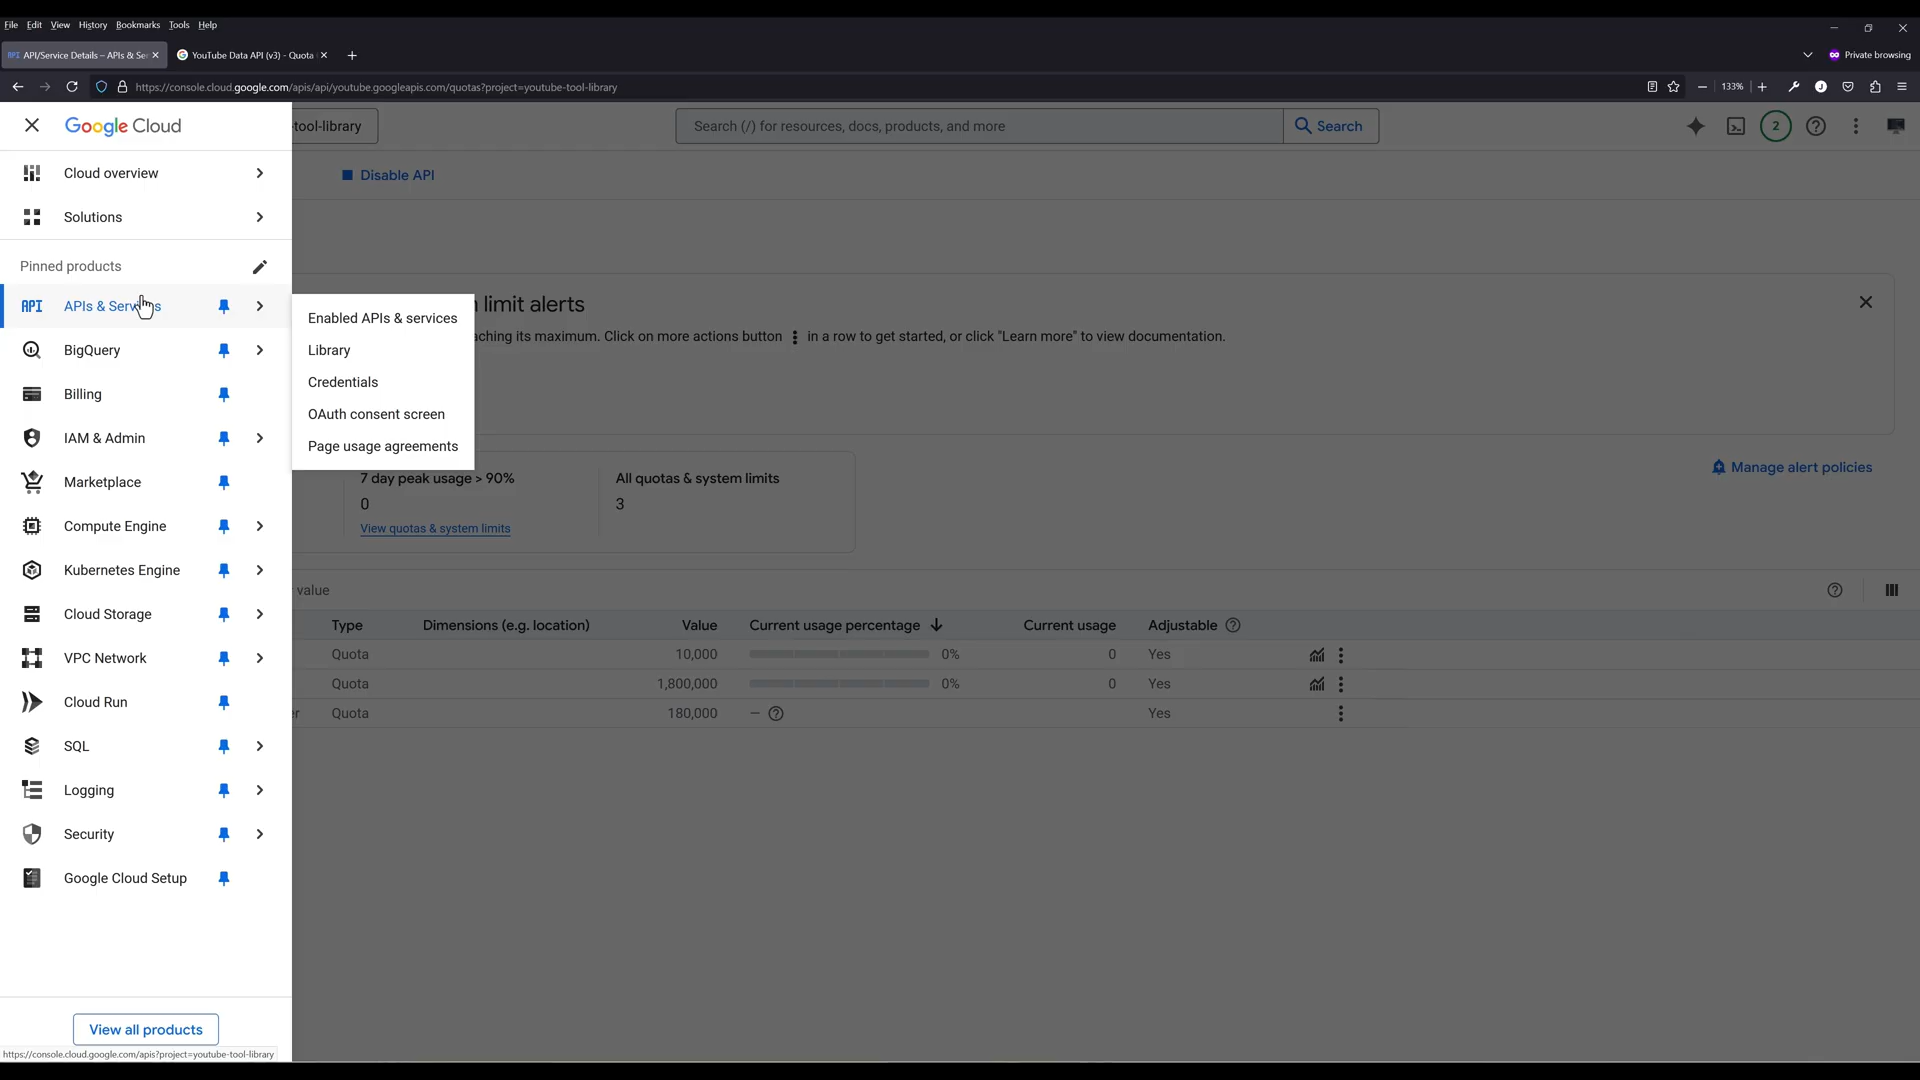 File Edit View History Bookmarks Tools Help
API API/Service Details – APIs & Se
YouTube Data API (v3) - Quota
Private browsing
https://console.cloud.google.com/apis/api/youtube.googleapis.com/quotas?project=youtube-tool-library
133%
Google Cloud
-tool-library
Search (/) for resources, docs, products, and more
Search
2
Cloud overview
Disable API
Solutions
Pinned products
API APIs & Services
BigQuery
Billing
IAM & Admin
Marketplace
Compute Engine
Kubernetes Engine
Cloud Storage
VPC Network
Cloud Run
SQL
Logging
Security
Google Cloud Setup
View all products
https://console.cloud.google.com/apis?project=youtube-tool-library
Enabled APIs & services
Library
Credentials
OAuth consent screen
Page usage agreements
limit alerts
aching its maximum. Click on more actions button in a row to get started, or click "Learn more" to view documentation.
Manage alert policies
7 day peak usage > 90%
0
View quotas & system limits
All quotas & system limits
3
value
Type Dimensions (e.g. location) Value Current usage percentage Current usage Adjustable
Quota 10,000 0% 0 Yes
Quota 1,800,000 0% 0 Yes
er Quota 180,000 – Yes